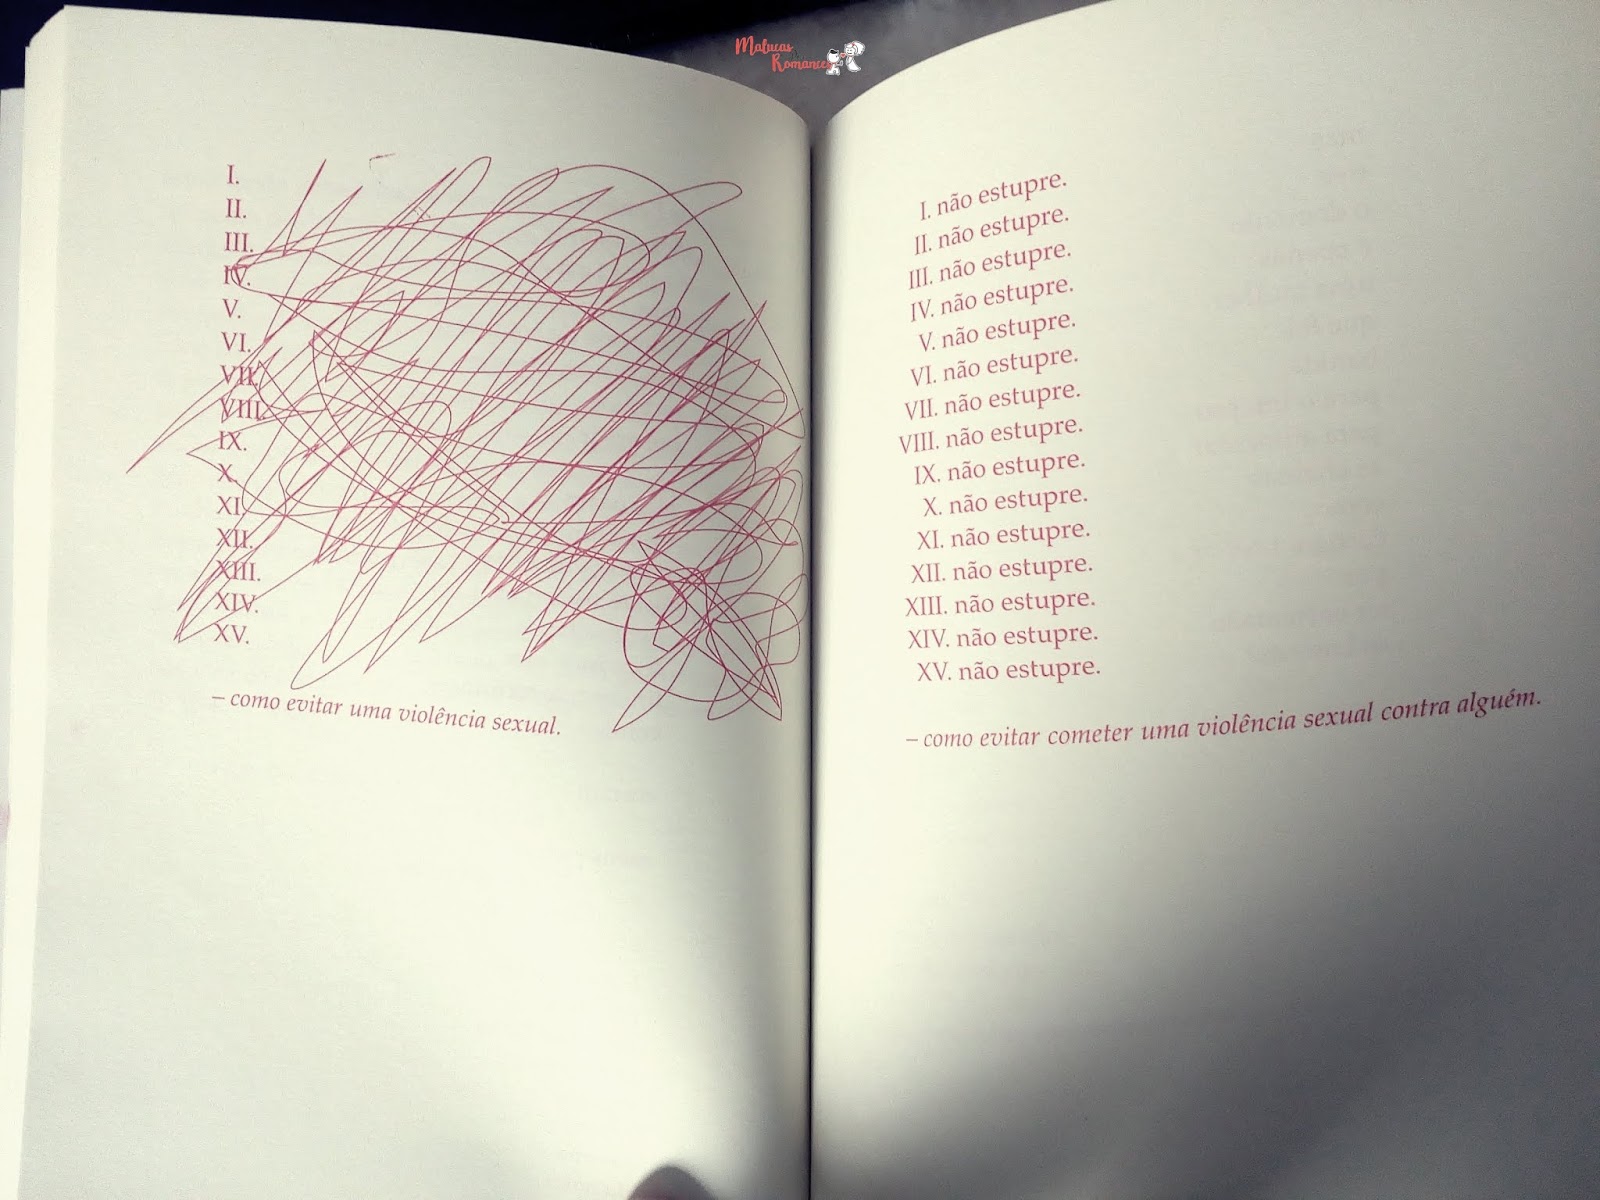 Malucas
Romances
I.
II.
III.
IV.
V.
VI.
VII.
VIII.
IX.
X.
XI.
XII.
XIII.
XIV.
XV.
– como evitar uma violência sexual.
I. não estupre.
II. não estupre.
III. não estupre.
IV. não estupre.
V. não estupre.
VI. não estupre.
VII. não estupre.
VIII. não estupre.
IX. não estupre.
X. não estupre.
XI. não estupre.
XII. não estupre.
XIII. não estupre.
XIV. não estupre.
XV. não estupre.
– como evitar cometer uma violência sexual contra alguém.